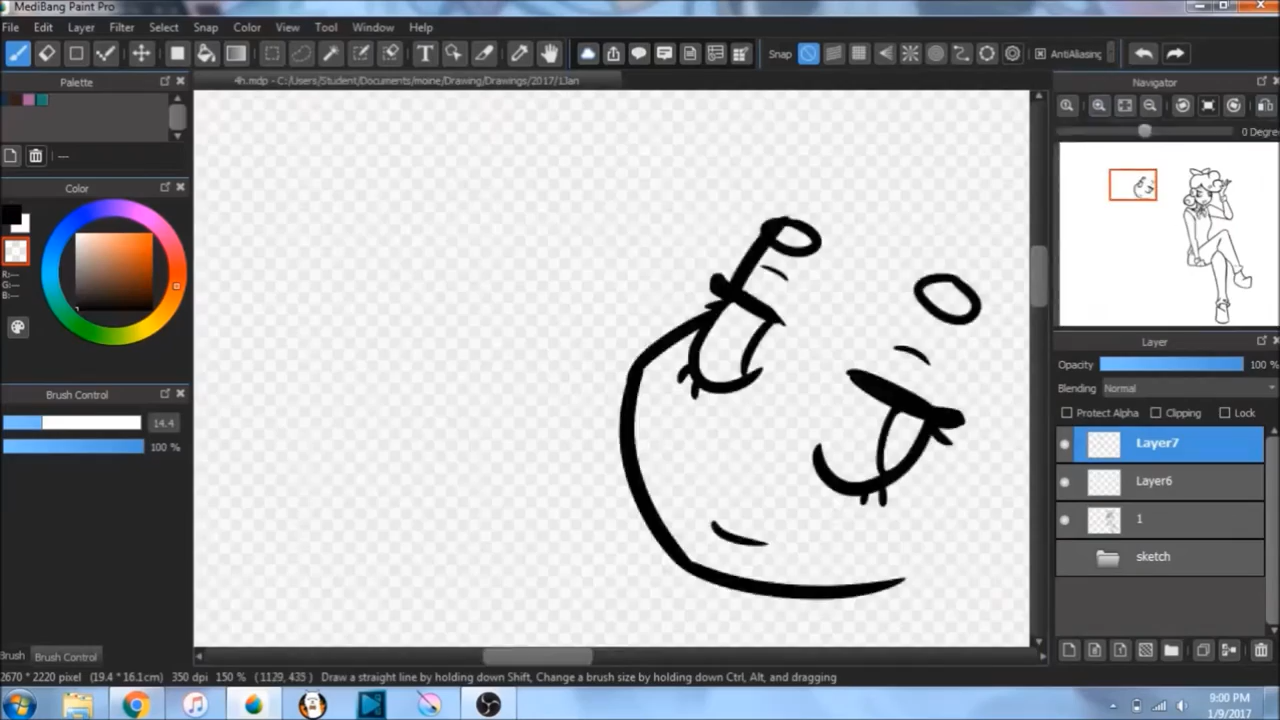 MediBang Paint Pro
File Edit Layer Filter Select Snap Color View Tool Window Help
T Snap AntiAliasing
Palette
4h.mdp - C:/Users/Student/Documents/moine/Drawing/Drawings/2017/1Jan
Navigator
0 Degree
---
Color
R:---
G:---
B:---
Brush Control
14.4
100 %
Layer
Opacity 100 %
Blending Normal
Protect Alpha Clipping Lock
Layer7
Layer6
1
sketch
Brush Brush Control
2670 * 2220 pixel (19.4 * 16.1cm) 350 dpi 150 % (1129, 435) Draw a straight line by holding down Shift, Change a brush size by holding down Ctrl, Alt, and dragging
9:00 PM
1/9/2017